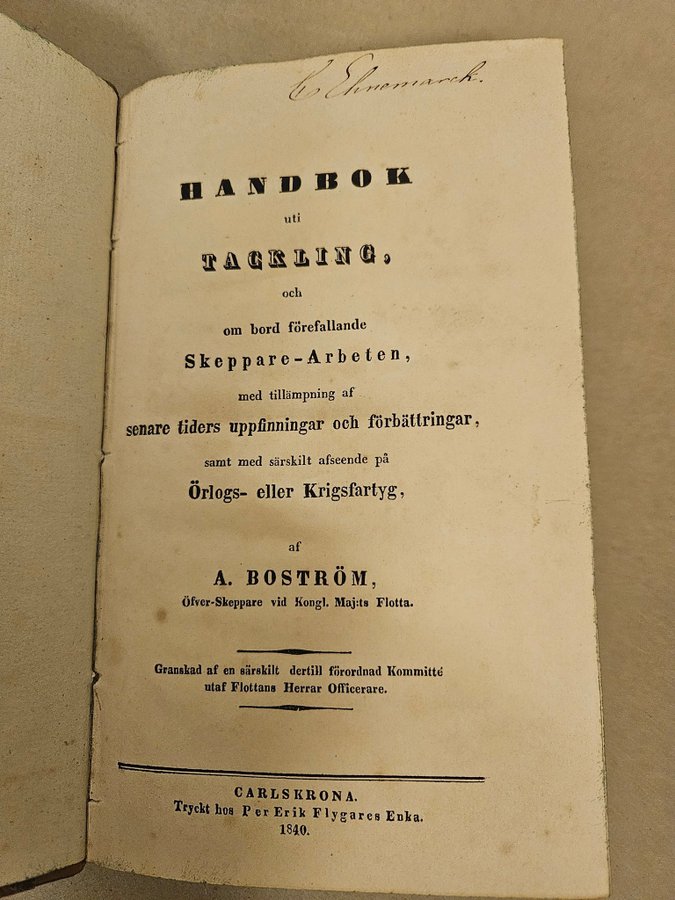 C Ehnemarck.
HANDBOK
uti
TACKLING,
och
om bord förefallande
Skeppare-Arbeten,
med tillämpning af
senare tiders uppfinningar och förbättringar,
samt med särskilt afseende på
Örlogs- eller Krigsfartyg,
af
A. BOSTRÖM,
Öfver-Skeppare vid Kongl. Maj:ts Flotta.
Granskad af en särskilt dertill förordnad Kommitté
utaf Flottans Herrar Officerare.
CARLSKRONA.
Tryckt hos Per Erik Flygares Enka.
1840.